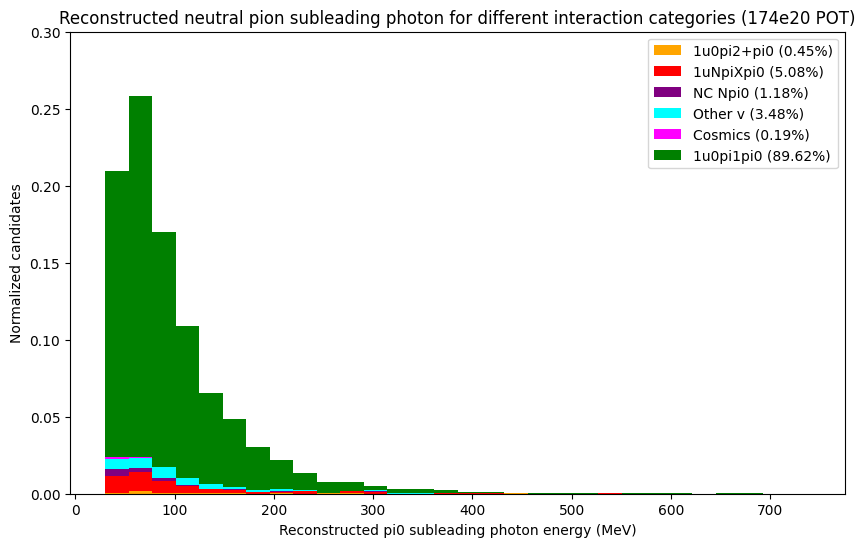 Reconstructed neutral pion subleading photon for different interaction categories (174e20 POT)
0.30
0.25
0.20
0.15
0.10
0.05
0.00
Normalized candidates
1u0pi2+pi0 (0.45%)
1uNpiXpi0 (5.08%)
NC Npi0 (1.18%)
Other v (3.48%)
Cosmics (0.19%)
1u0pi1pi0 (89.62%)
0 100 200 300 400 500 600 700
Reconstructed pi0 subleading photon energy (MeV)